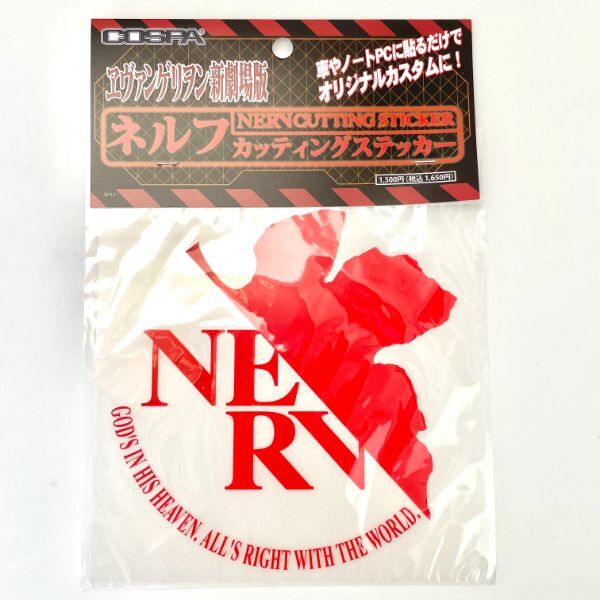 COSPA®
ヱヴァンゲリヲン新劇場版
車やノートPCに貼るだけで
オリジナルカスタムに!
ネルフ
NERV CUTTING STICKER
カッティングステッカー
1,500円(税込 1,650円)
NE
RV
GOD'S IN HIS HEAVEN. ALL'S RIGHT WITH THE WORLD.